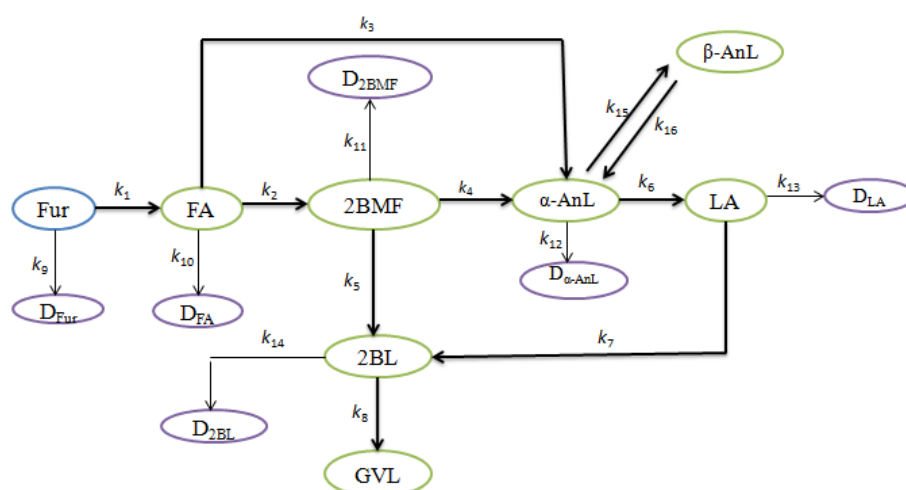 k3
β-AnL
D2BMF
k15
k16
k11
k1
k2
k4
k6
k13
Fur
FA
2BMF
α-AnL
LA
DLA
k9
k10
k12
k5
Dα-AnL
DFur
DFA
k14
k7
2BL
k8
D2BL
GVL